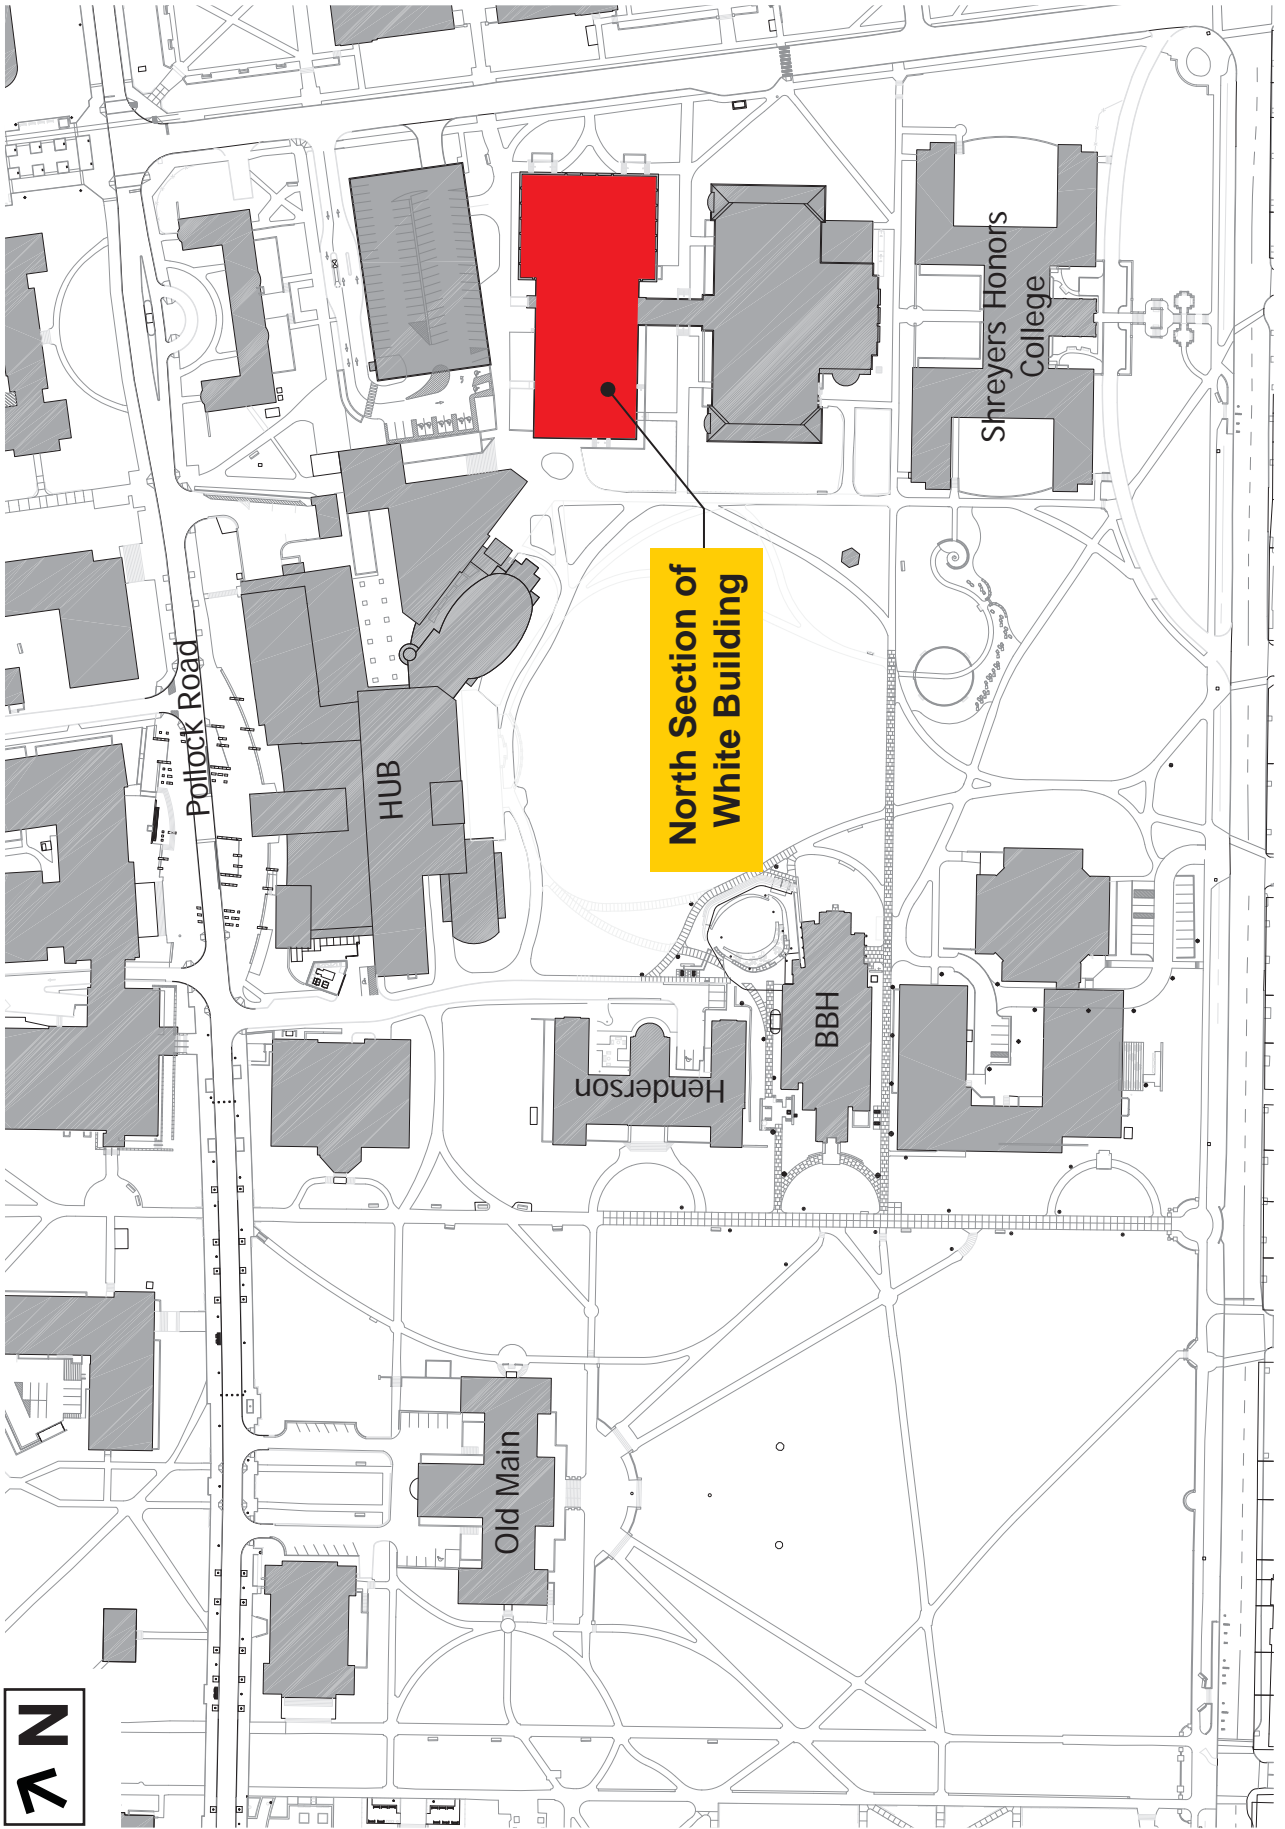 Pollock Road
HUB
North Section of
White Building
Shreyers Honors
College
Henderson
BBH
Old Main
N